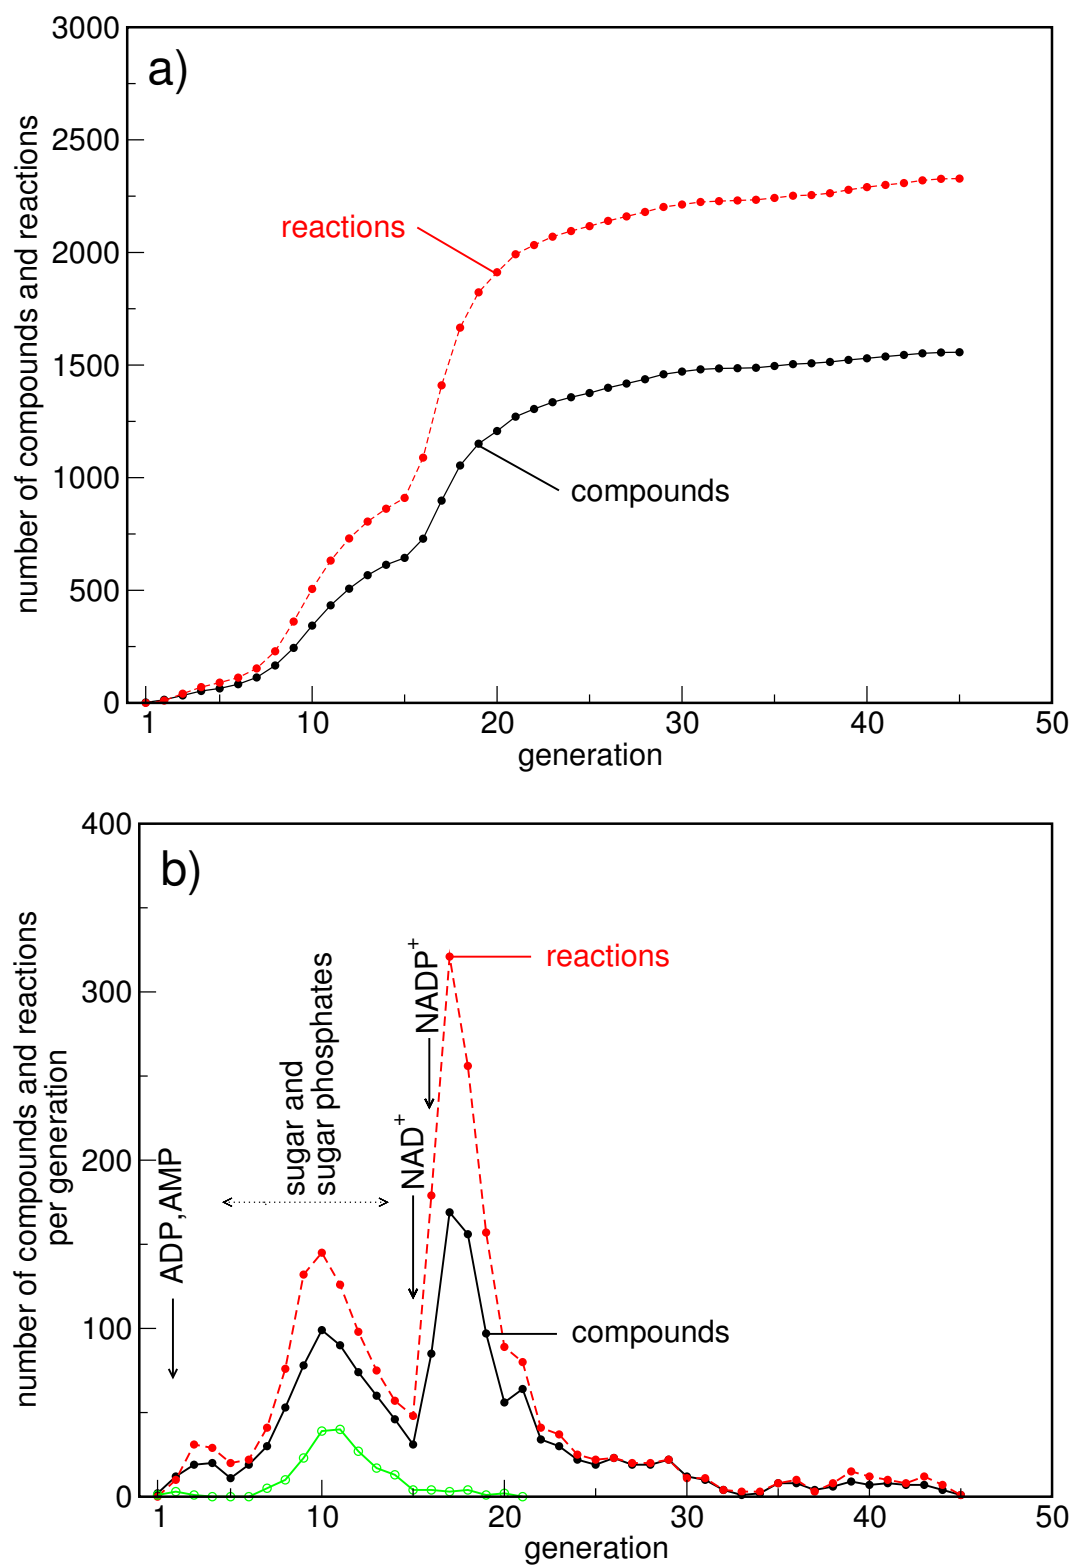 a)
number of compounds and reactions
3000
2500
2000
1500
1000
500
0
reactions
compounds
1 10 20 30 40 50
generation
b)
number of compounds and reactions
per generation
400
300
200
100
0
ADP,AMP
sugar and
sugar phosphates
NAD+
NADP+
reactions
compounds
1 10 20 30 40 50
generation